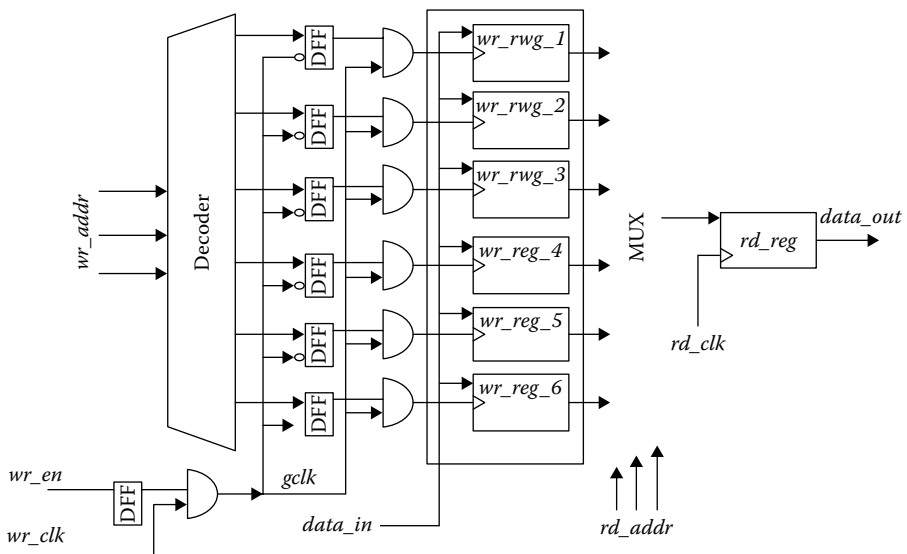 DFF
wr_rwg_1
DFF
wr_rwg_2
DFF
wr_rwg_3
wr_addr
Decoder
MUX
data_out
rd_reg
DFF
wr_reg_4
DFF
wr_reg_5
rd_clk
DFF
wr_reg_6
wr_en
DFF
gclk
wr_clk
data_in
rd_addr